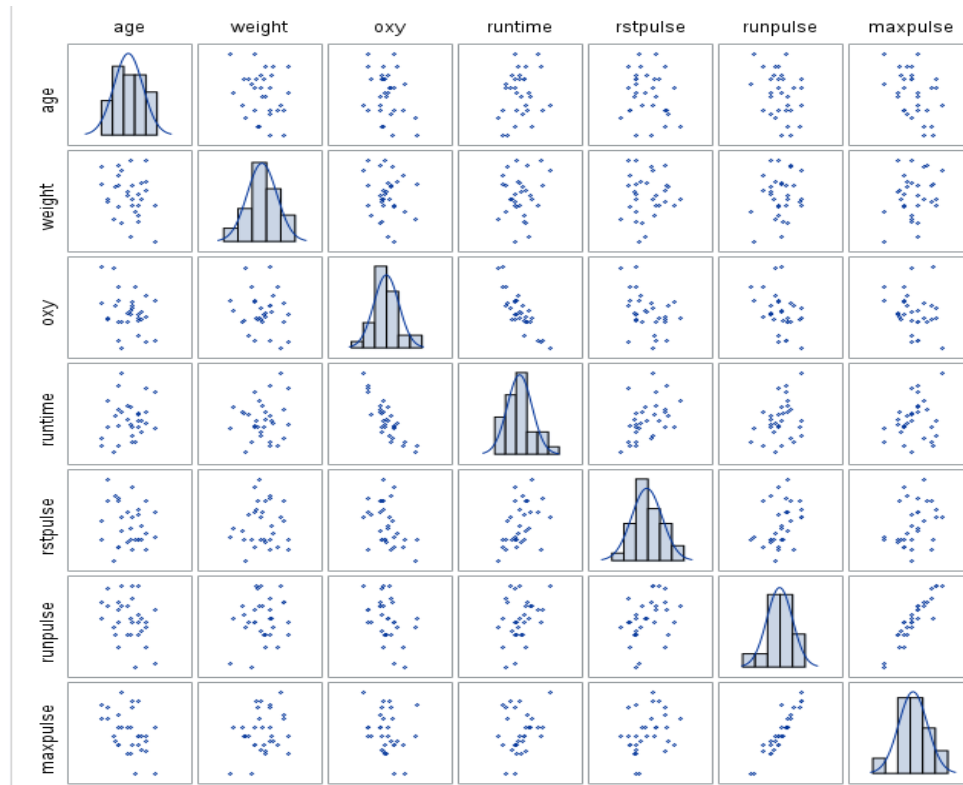 age weight oxy runtime rstpulse runpulse maxpulse
age
weight
oxy
runtime
rstpulse
runpulse
maxpulse